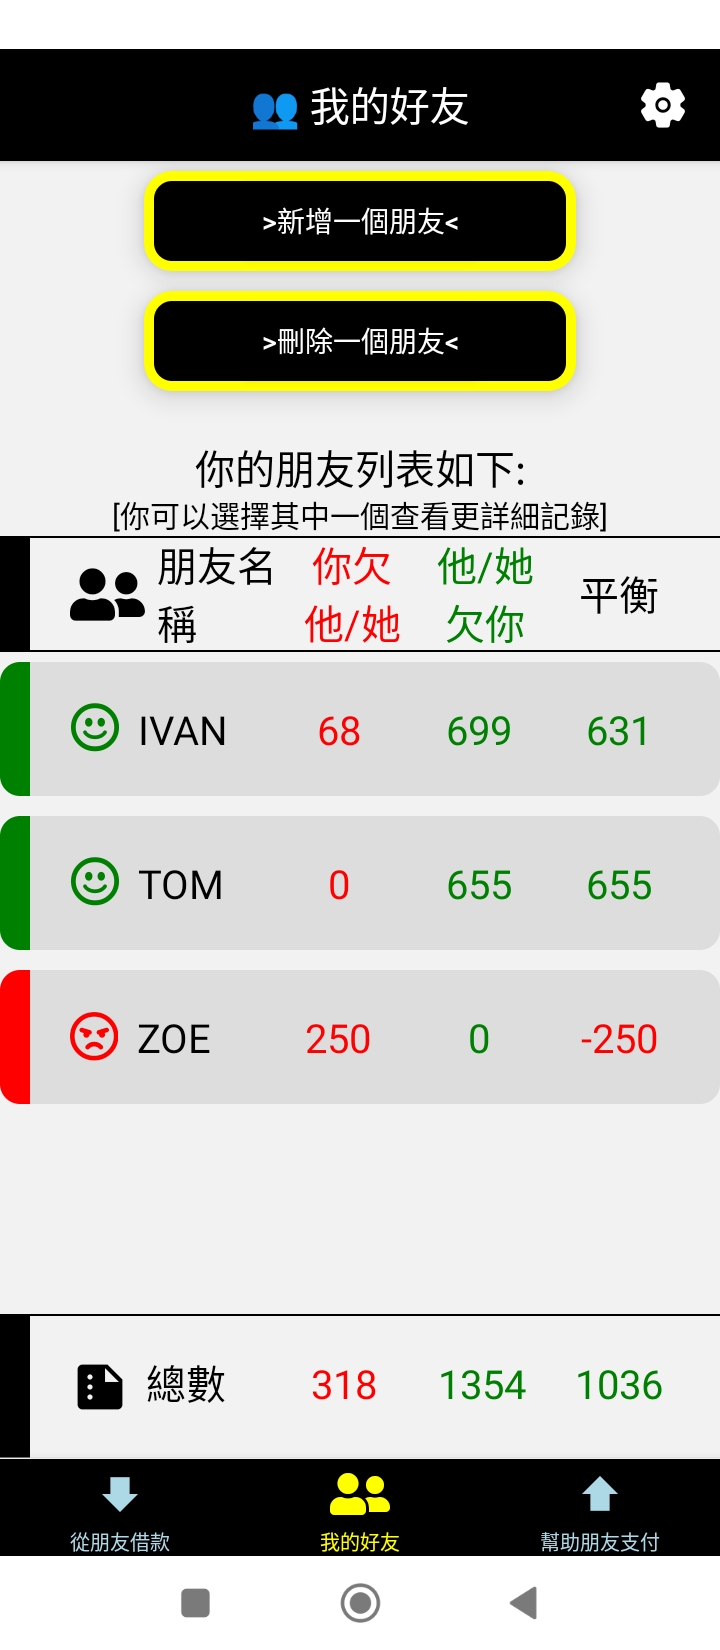 👥 我的好友
>新增一個朋友<
>刪除一個朋友<
你的朋友列表如下:
[你可以選擇其中一個查看更詳細記錄]
朋友名稱 你欠他/她 他/她欠你 平衡
IVAN 68 699 631
TOM 0 655 655
ZOE 250 0 -250
總數 318 1354 1036
從朋友借款 我的好友 幫助朋友支付